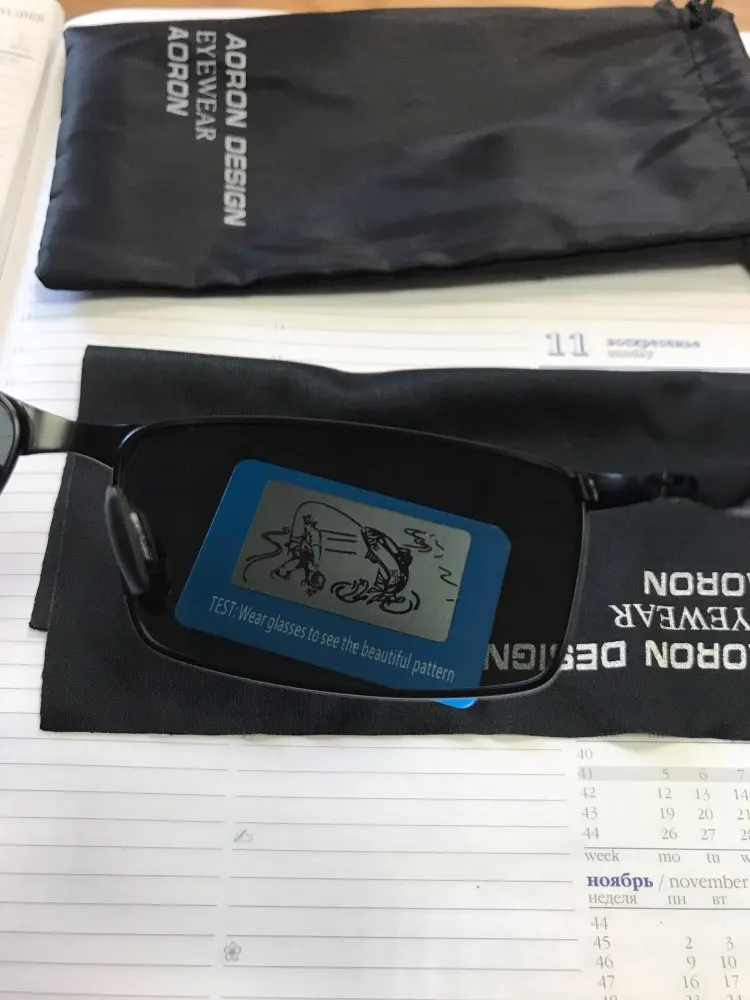 AORON DESIGN
EYEWEAR
AORON
14
11 воскресенье
sunday
TEST: Wear glasses to see the beautiful pattern
AORON
EYEWEAR
AORON DESIGN
40
41 5 6 7
42 12 13 14
43 19 20 21
44 26 27
week mo tu w
ноябрь / november
неделя пн вт
44
45 2 3
46 9 10
47 16 17